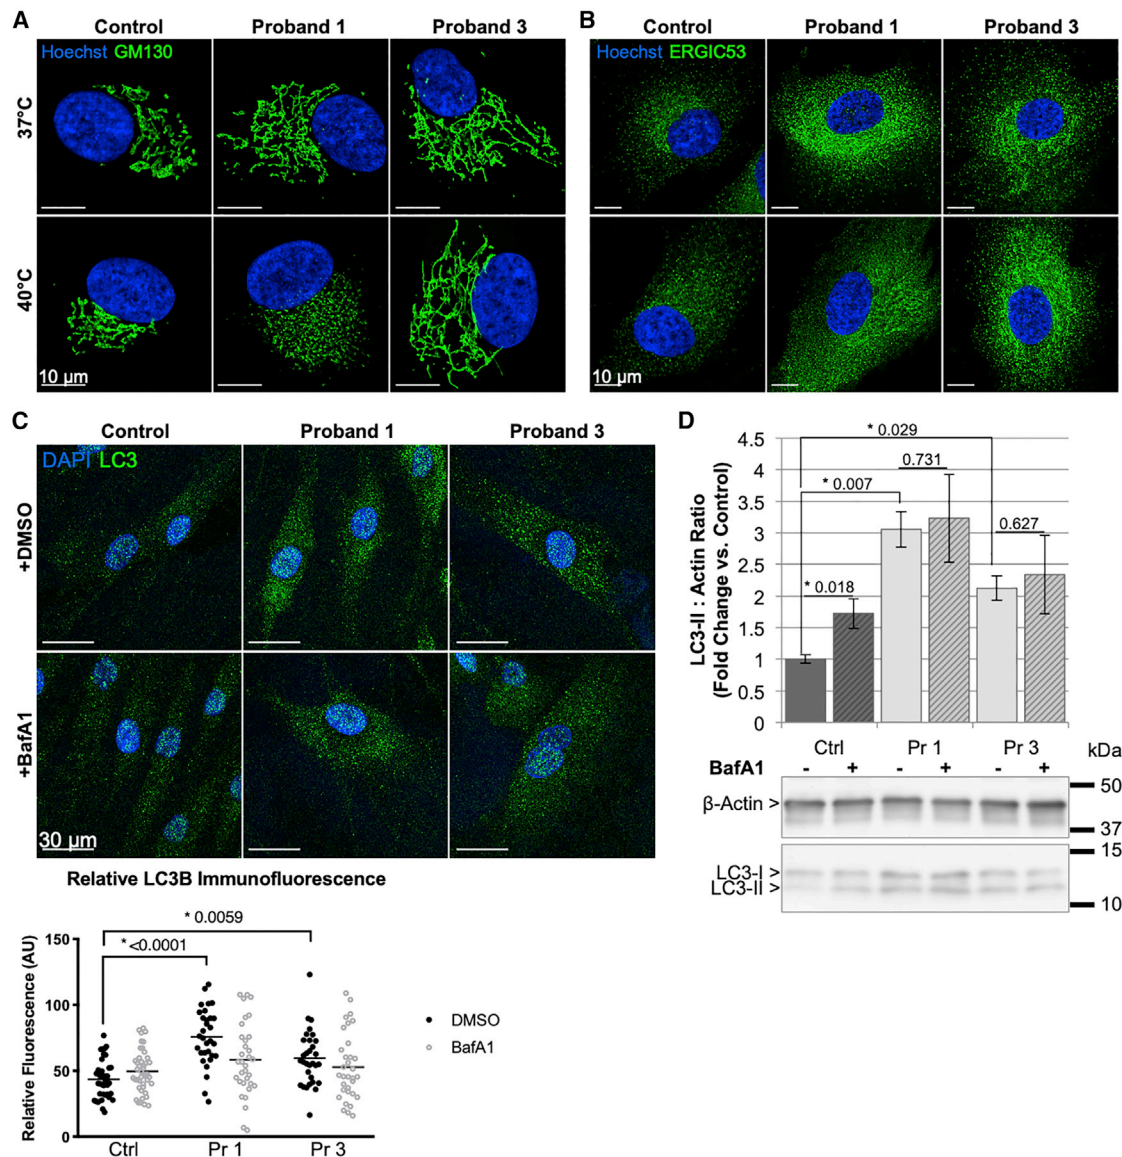 A
Control Proband 1 Proband 3
Hoechst GM130
37°C
40°C
10 µm
B
Control Proband 1 Proband 3
Hoechst ERGIC53
10 µm
C
Control Proband 1 Proband 3
DAPI LC3
+DMSO
+BafA1
30 µm
Relative LC3B Immunofluorescence
* 0.0059
* <0.0001
Relative Fluorescence (AU)
150
100
50
0
Ctrl Pr 1 Pr 3
DMSO
BafA1
D
LC3-II : Actin Ratio
(Fold Change vs. Control)
4.5
4
3.5
3
2.5
2
1.5
1
0.5
0
* 0.029
0.731
* 0.007
0.627
* 0.018
Ctrl Pr 1 Pr 3 kDa
BafA1 - + - + - +
β-Actin >
50
37
15
LC3-I >
LC3-II >
10